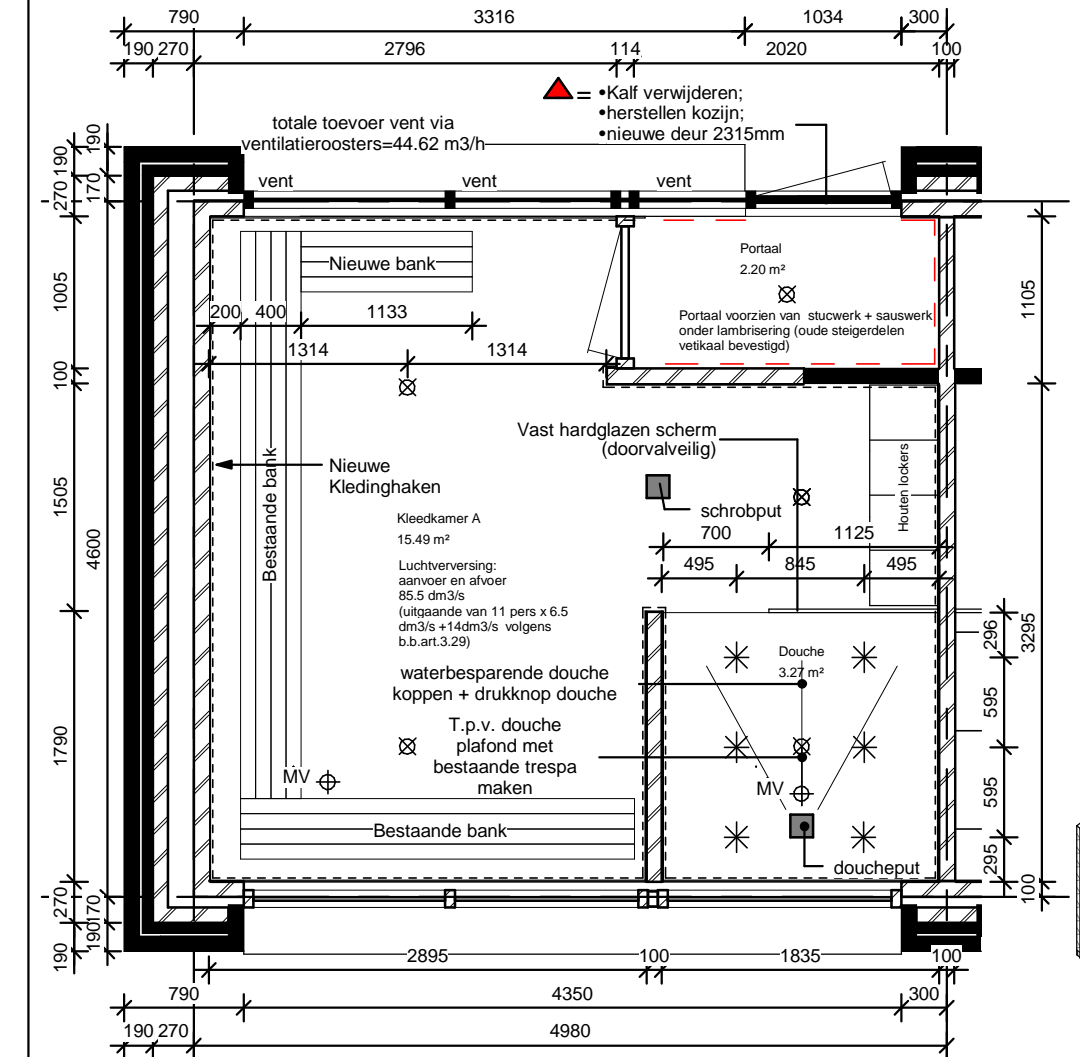 790
3316
1034
300
190
270
2796
114
2020
100
= •Kalf verwijderen;
•herstellen kozijn;
•nieuwe deur 2315mm
totale toevoer vent via
ventilatieroosters=44.62 m3/h
vent
vent
vent
190
190
270
170
1005
100
1505
4600
1790
270
170
190
190
Nieuwe bank
200
400
1133
1314
1314
Portaal
2.20 m²
Portaal voorzien van stucwerk + sauswerk
onder lambrisering (oude steigerdelen
vetikaal bevestigd)
1105
Vast hardglazen scherm
(doorvalveilig)
Nieuwe
Kledinghaken
Bestaande bank
Houten lockers
schrobput
Kleedkamer A
15.49 m²
Luchtverversing:
aanvoer en afvoer
85.5 dm3/s
(uitgaande van 11 pers x 6.5
dm3/s +14dm3/s volgens
b.b.art.3.29)
700
1125
495
845
495
296
3295
595
595
295
100
Douche
3.27 m²
waterbesparende douche
koppen + drukknop douche
T.p.v. douche
plafond met
bestaande trespa
maken
MV
MV
Bestaande bank
doucheput
2895
100
1835
100
790
4350
300
190
270
4980